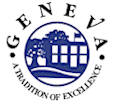 GENEVA
A TRADITION OF EXCELLENCE